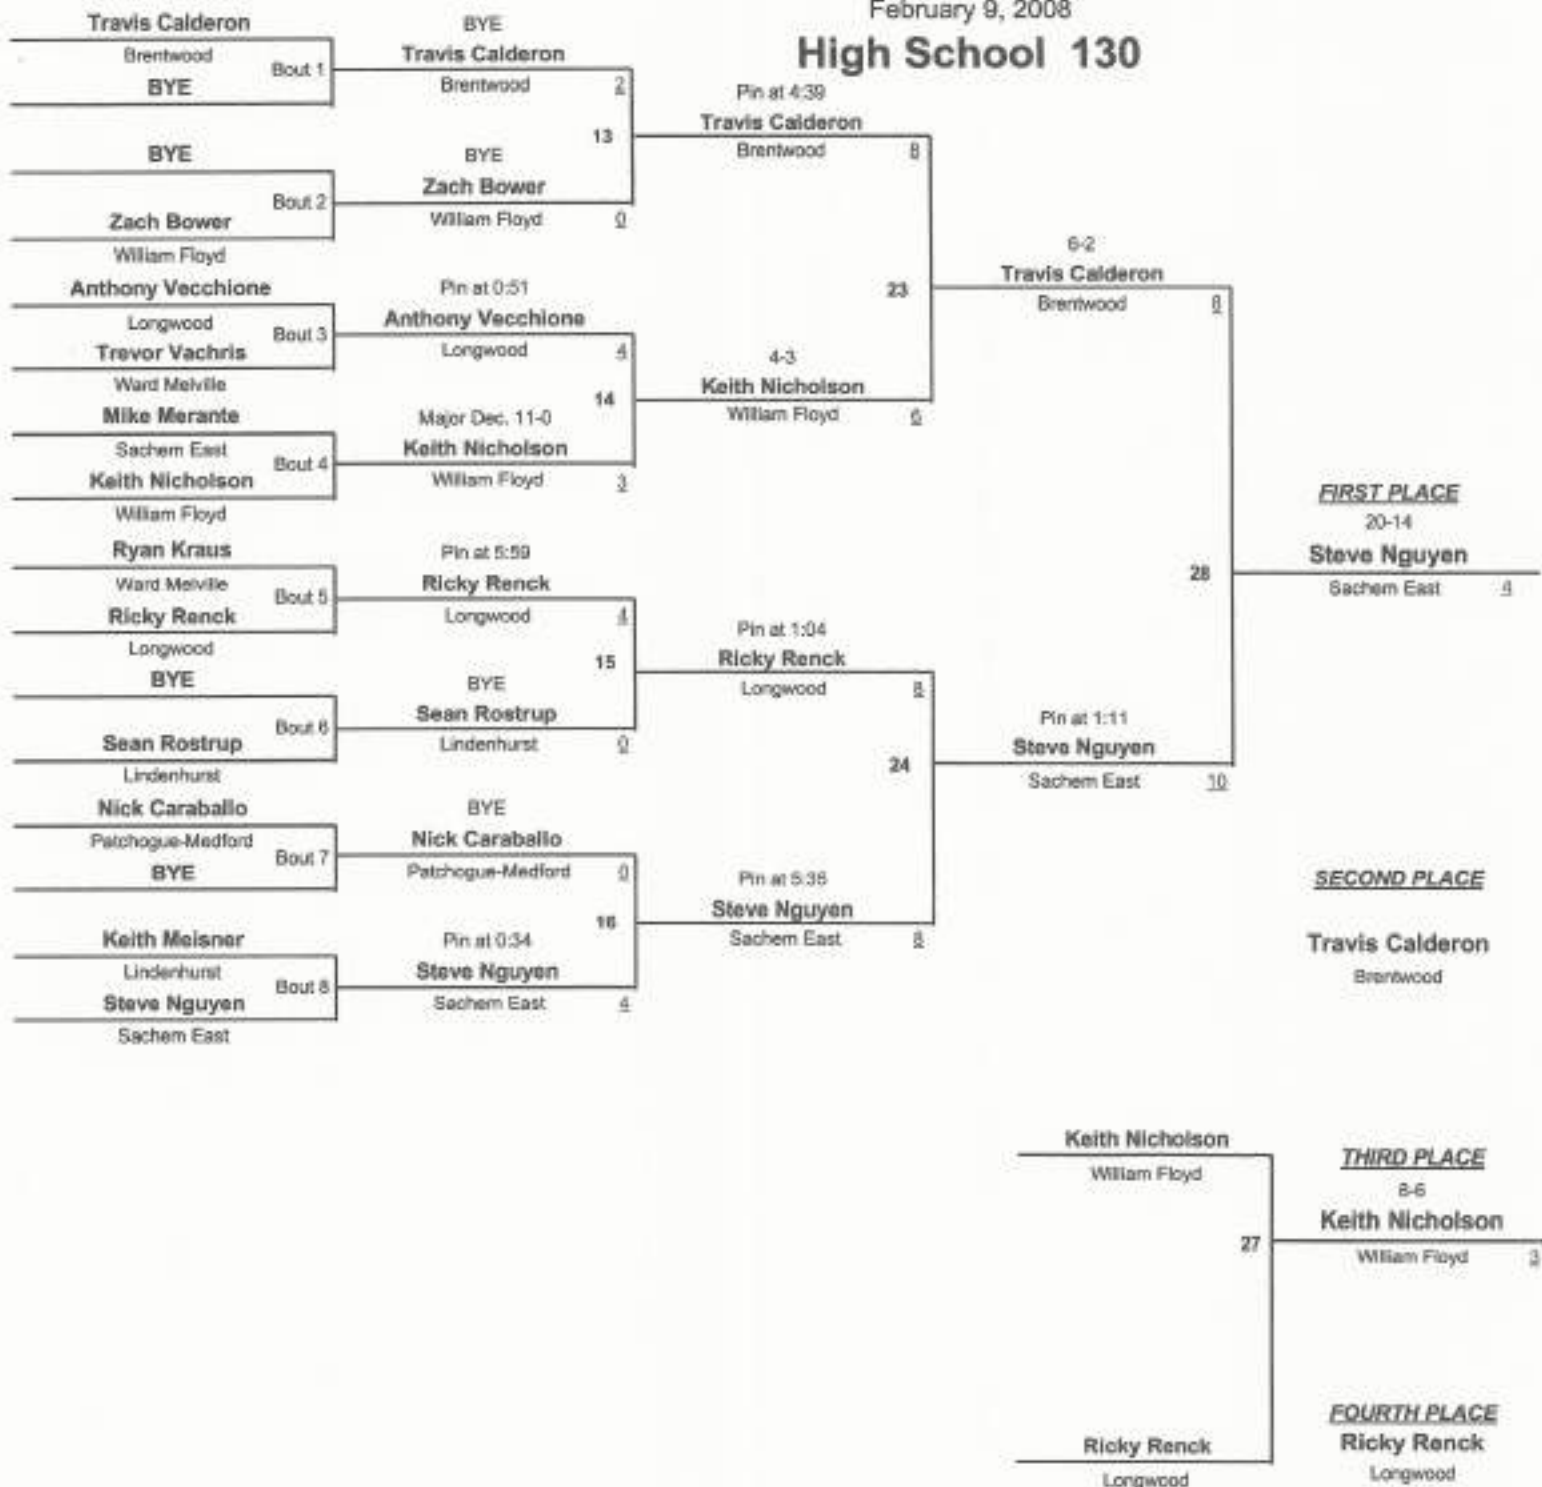 February 9, 2008
High School 130
Travis Calderon
Brentwood
Bout 1
BYE
BYE
Bout 2
Zach Bower
William Floyd
Anthony Vecchione
Longwood
Bout 3
Trevor Vachris
Ward Melville
Mike Merante
Sachem East
Bout 4
Keith Nicholson
William Floyd
Ryan Kraus
Ward Melville
Bout 5
Ricky Renck
Longwood
BYE
Bout 6
Sean Rostrup
Lindenhurst
Nick Caraballo
Patchogue-Medford
Bout 7
BYE
Keith Meisner
Lindenhurst
Bout 8
Steve Nguyen
Sachem East
BYE
Travis Calderon
Brentwood 2
13
BYE
Zach Bower
William Floyd 0
Pin at 0:51
Anthony Vecchione
Longwood 4
14
Major Dec. 11-0
Keith Nicholson
William Floyd 3
Pin at 5:59
Ricky Renck
Longwood 4
15
BYE
Sean Rostrup
Lindenhurst 0
BYE
Nick Caraballo
Patchogue-Medford 0
16
Pin at 0:34
Steve Nguyen
Sachem East 4
Pin at 4:39
Travis Calderon
Brentwood 8
23
4-3
Keith Nicholson
William Floyd 6
Pin at 1:04
Ricky Renck
Longwood 8
24
Pin at 5:35
Steve Nguyen
Sachem East 8
6-2
Travis Calderon
Brentwood 8
28
Pin at 1:11
Steve Nguyen
Sachem East 10
FIRST PLACE
20-14
Steve Nguyen
Sachem East 4
SECOND PLACE
Travis Calderon
Brentwood
Keith Nicholson
William Floyd
27
Ricky Renck
Longwood
THIRD PLACE
8-6
Keith Nicholson
William Floyd 3
FOURTH PLACE
Ricky Renck
Longwood